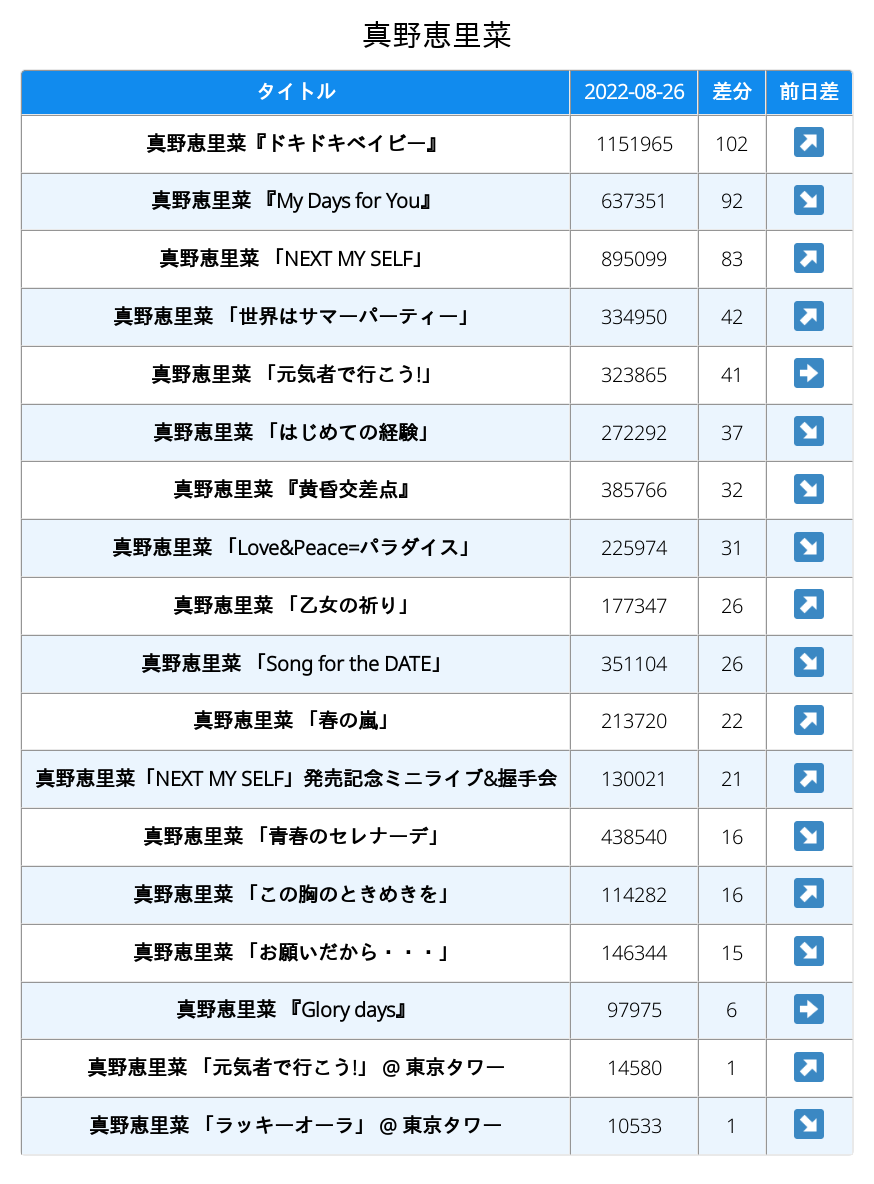 真野恵里菜
タイトル 2022-08-26 差分 前日差
真野恵里菜『ドキドキベイビー』 1151965 102 ↗
真野恵里菜 『My Days for You』 637351 92 ↘
真野恵里菜 「NEXT MY SELF」 895099 83 ↗
真野恵里菜 「世界はサマーパーティー」 334950 42 ↗
真野恵里菜 「元気者で行こう!」 323865 41 ➡
真野恵里菜 「はじめての経験」 272292 37 ↘
真野恵里菜 『黄昏交差点』 385766 32 ↘
真野恵里菜 「Love&Peace=パラダイス」 225974 31 ↘
真野恵里菜 「乙女の祈り」 177347 26 ↗
真野恵里菜 「Song for the DATE」 351104 26 ↘
真野恵里菜 「春の嵐」 213720 22 ↗
真野恵里菜「NEXT MY SELF」発売記念ミニライブ&握手会 130021 21 ↗
真野恵里菜 「青春のセレナーデ」 438540 16 ↘
真野恵里菜 「この胸のときめきを」 114282 16 ↗
真野恵里菜 「お願いだから・・・」 146344 15 ↘
真野恵里菜 『Glory days』 97975 6 ➡
真野恵里菜 「元気者で行こう!」 @ 東京タワー 14580 1 ↗
真野恵里菜 「ラッキーオーラ」 @ 東京タワー 10533 1 ↘